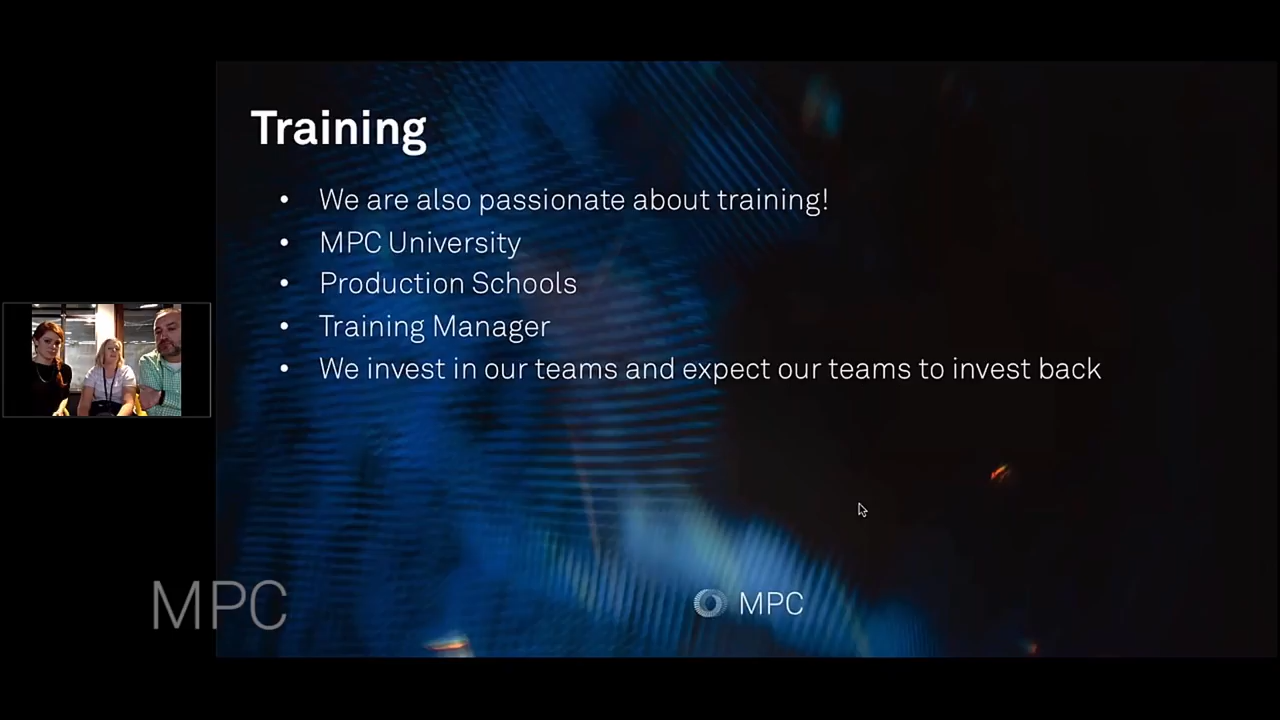 Training
• We are also passionate about training!
• MPC University
• Production Schools
• Training Manager
• We invest in our teams and expect our teams to invest back
MPC
MPC